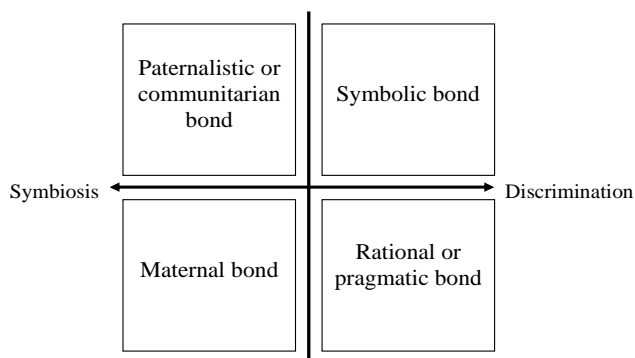 Paternalistic or
communitarian
bond
Symbolic bond
Symbiosis
Discrimination
Maternal bond
Rational or
pragmatic bond